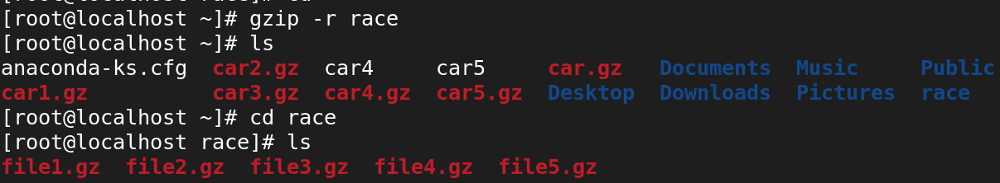 [root@localhost ~]# gzip -r race
[root@localhost ~]# ls
anaconda-ks.cfg  car2.gz  car4     car5     car.gz   Documents  Music     Public
car1.gz          car3.gz  car4.gz  car5.gz  Desktop  Downloads  Pictures  race
[root@localhost ~]# cd race
[root@localhost race]# ls
file1.gz  file2.gz  file3.gz  file4.gz  file5.gz